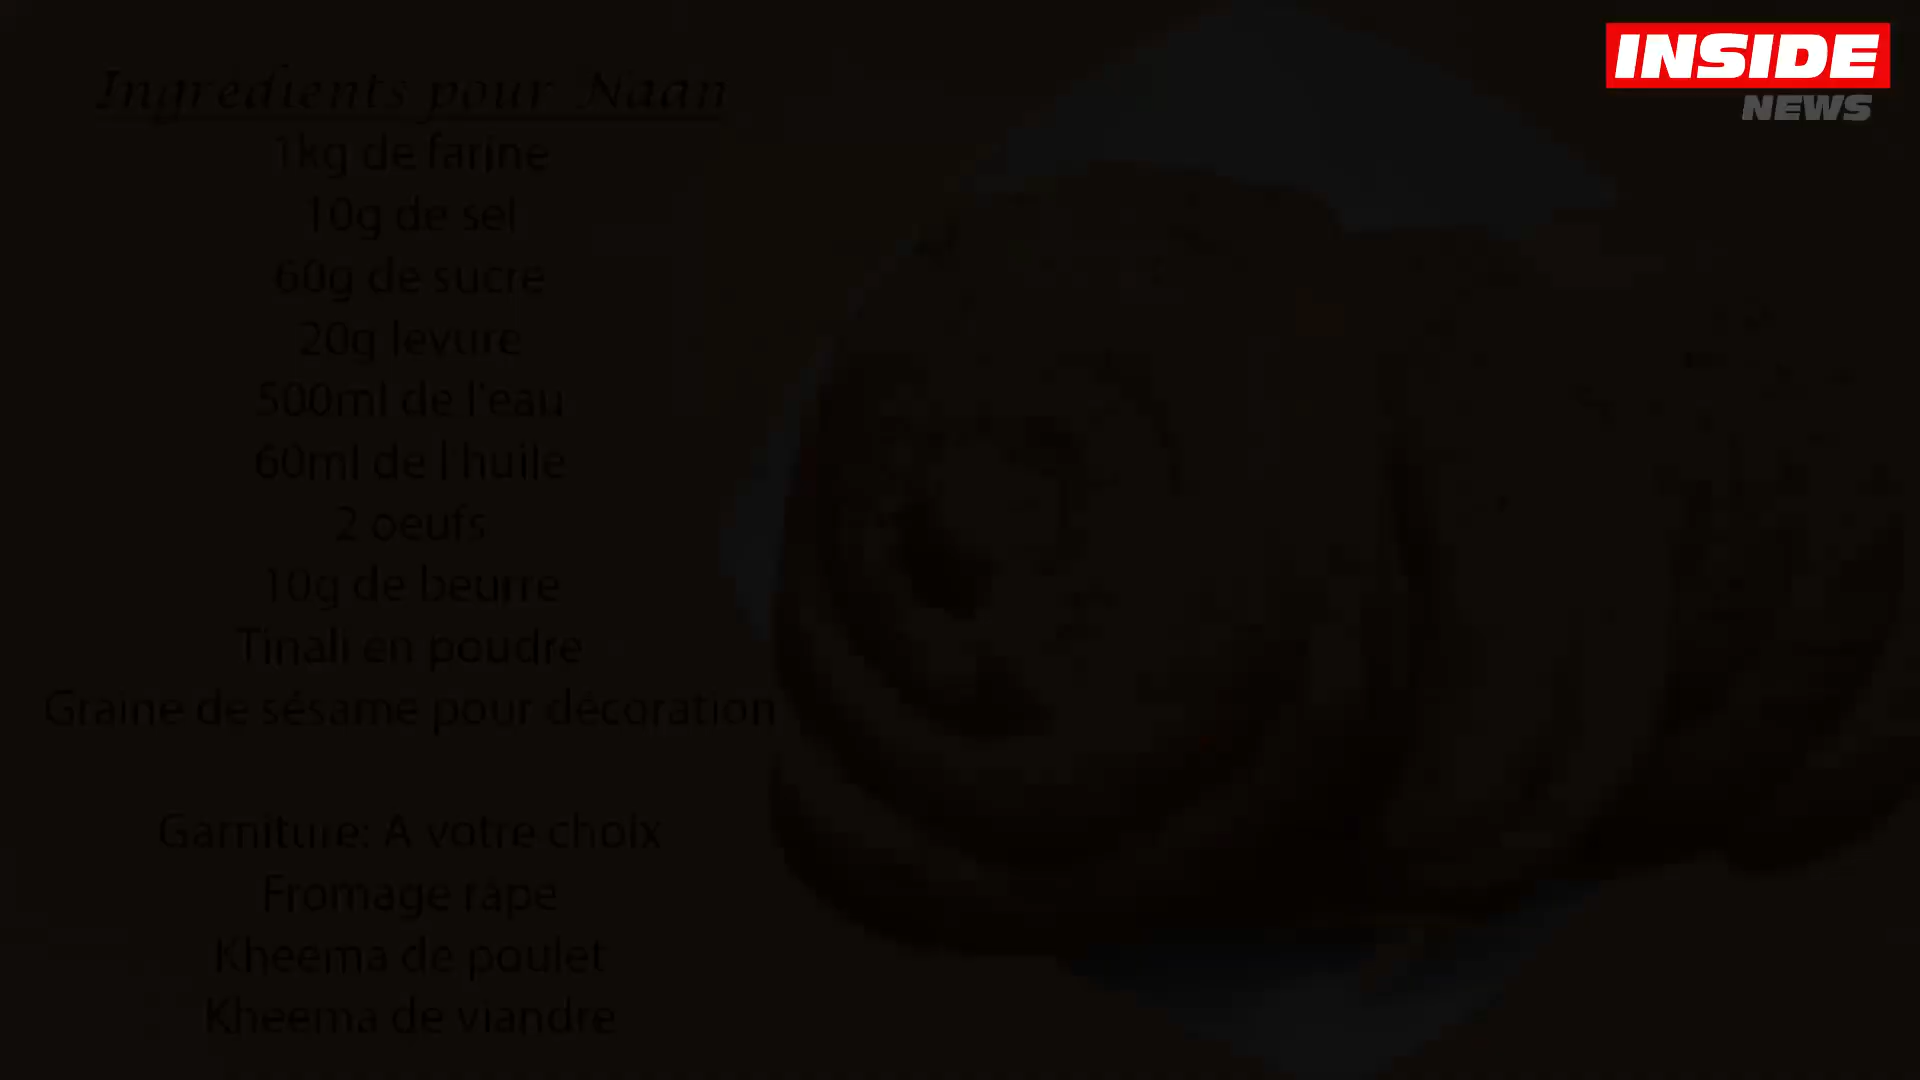 INSIDE
NEWS
Ingrédients pour Naan
1kg de farine
10g de sel
60g de sucre
20g levure
500ml de l'eau
60ml de l'huile
2 oeufs
10g de beurre
Tinali en poudre
Graine de sésame pour décoration
Garniture: A votre choix
Fromage râpe
Kheema de poulet
Kheema de viandre